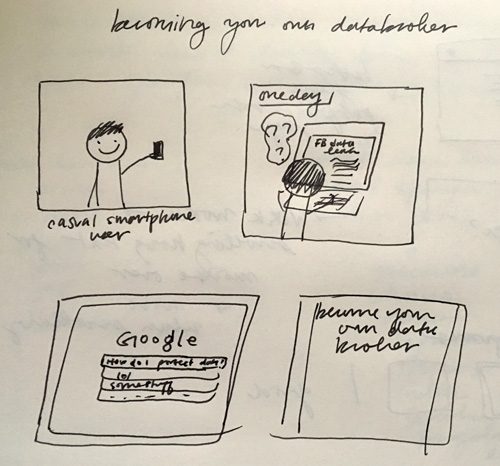 becoming your own databroker
casual smartphone
user
one day
? ? ?
FB data
leak
Google
How do I protect data?
lol
something
fb
become your
own data
broker